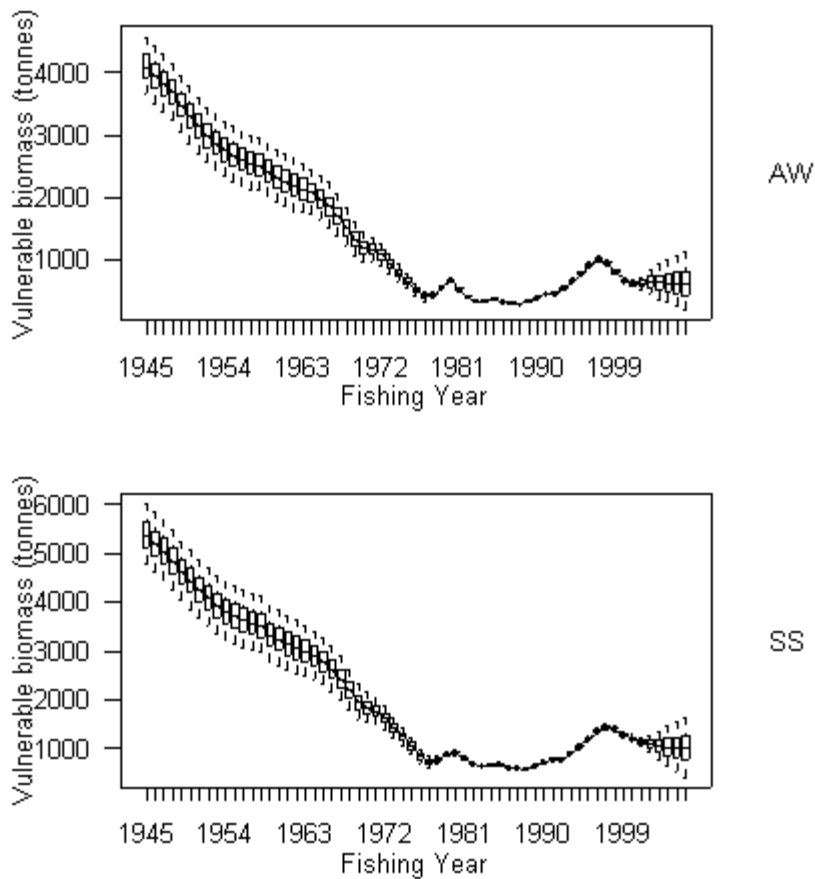 Vulnerable biomass (tonnes)
4000
3000
2000
1000
1945 1954 1963 1972 1981 1990 1999
Fishing Year
AW
Vulnerable biomass (tonnes)
6000
5000
4000
3000
2000
1000
1945 1954 1963 1972 1981 1990 1999
Fishing Year
SS